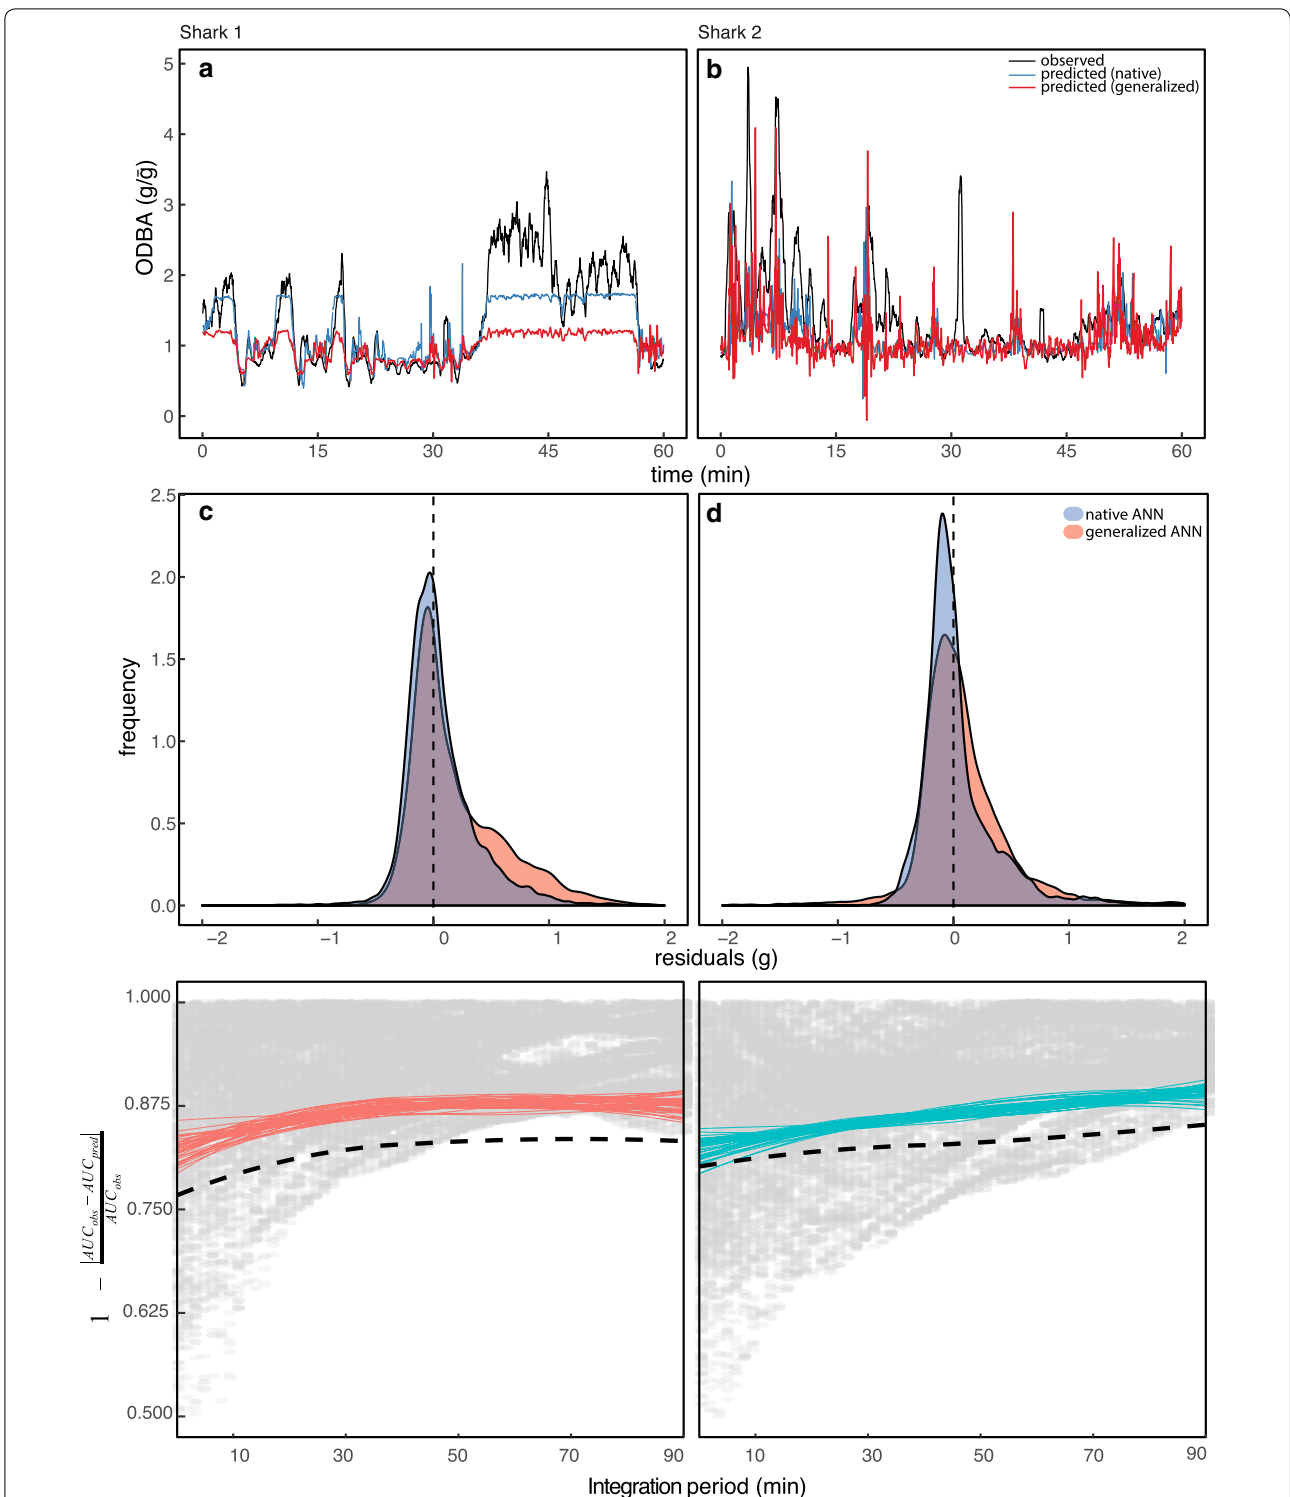 Shark 1
Shark 2
a
b
observed
predicted (native)
predicted (generalized)
5
4
3
2
1
0
ODBA (g/g̅)
0 15 30 45 60
0 15 30 45 60
time (min)
c
d
native ANN
generalized ANN
2.5
2.0
1.5
1.0
0.5
0.0
frequency
−2 −1 0 1 2
−2 −1 0 1 2
residuals (g)
1.000
0.875
0.750
0.625
0.500
1 − |AUCobs − AUCpred|
AUCobs
10 30 50 70 90
10 30 50 70 90
Integration period (min)